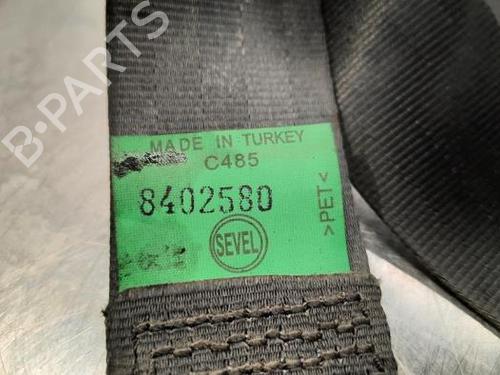 B-PARTS
MADE IN TURKEY
C485
8402580
SEVEL
>PET<